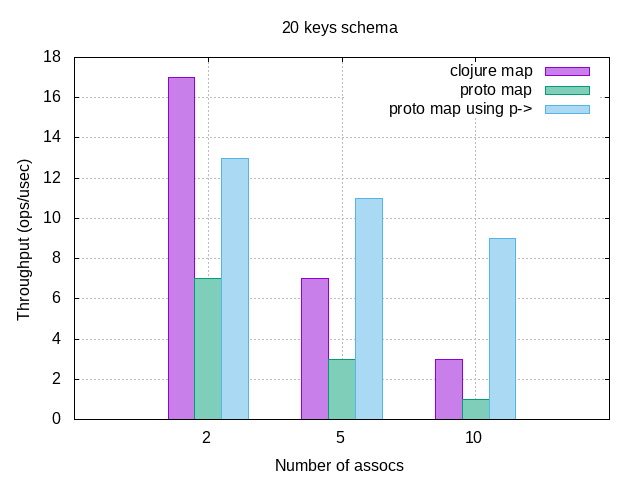 20 keys schema
clojure map
proto map
proto map using p->
Throughput (ops/usec)
18
16
14
12
10
8
6
4
2
0
2 5 10
Number of assocs